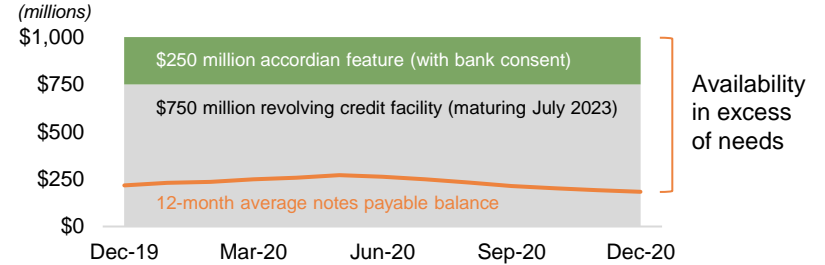 (millions)
$1,000
$750
$500
$250
$0
$250 million accordian feature (with bank consent)
$750 million revolving credit facility (maturing July 2023)
12-month average notes payable balance
Availability
in excess
of needs
Dec-19 Mar-20 Jun-20 Sep-20 Dec-20